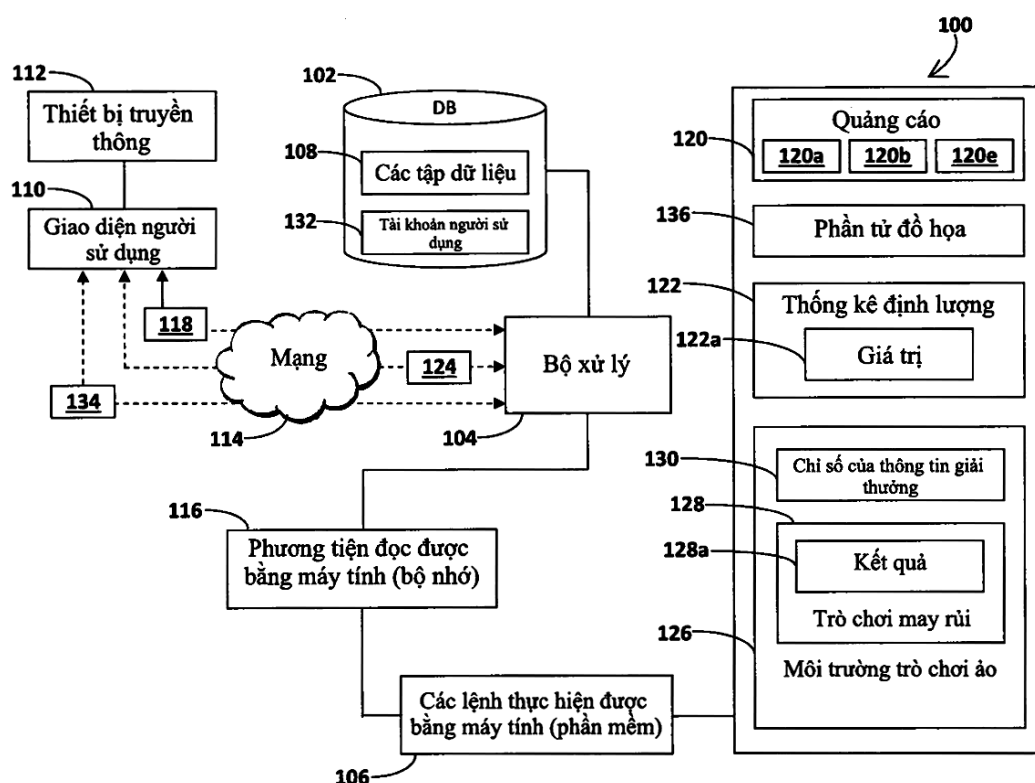 100
112
Thiết bị truyền
thông
110
Giao diện người
sử dụng
102
DB
108
Các tập dữ liệu
132
Tài khoản người sử
dụng
118
134
Mạng
114
124
Bộ xử lý
104
116
Phương tiện đọc được
bằng máy tính (bộ nhớ)
Các lệnh thực hiện được
bằng máy tính (phần mềm)
106
120
Quảng cáo
120a
120b
120e
136
Phần tử đồ họa
122
Thống kê định lượng
122a
Giá trị
130
Chỉ số của thông tin giải
thưởng
128
128a
Kết quả
Trò chơi may rủi
126
Môi trường trò chơi ảo